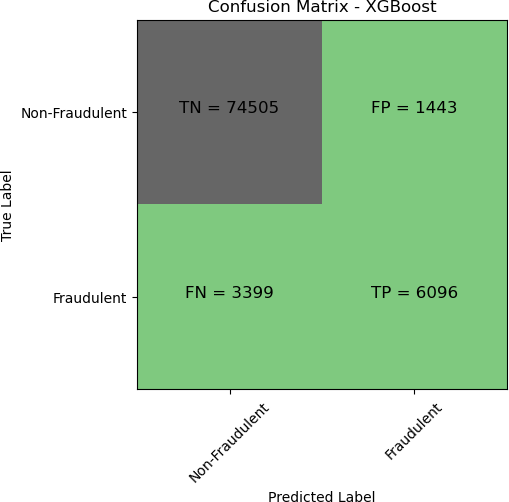 Confusion Matrix - XGBoost
True Label
Non-Fraudulent
TN = 74505
FP = 1443
Fraudulent
FN = 3399
TP = 6096
Non-Fraudulent
Fraudulent
Predicted Label